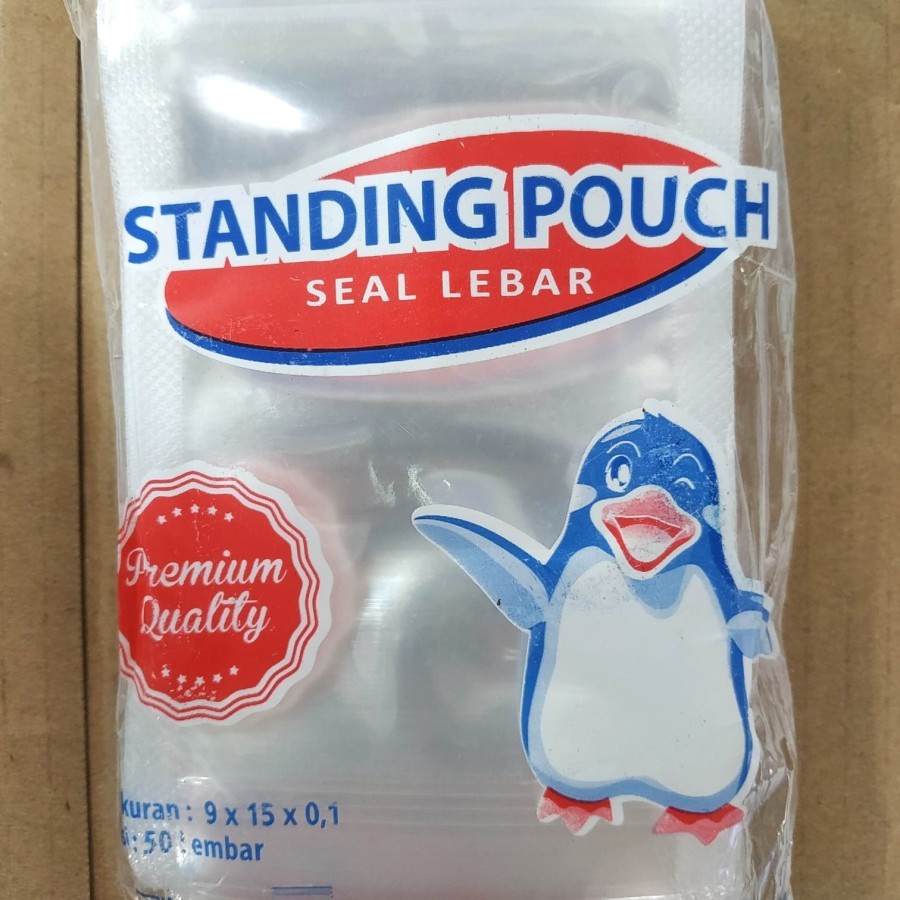 STANDING POUCH
SEAL LEBAR
Premium
Quality
kuran : 9 x 15 x 0,1
i : 50 Lembar